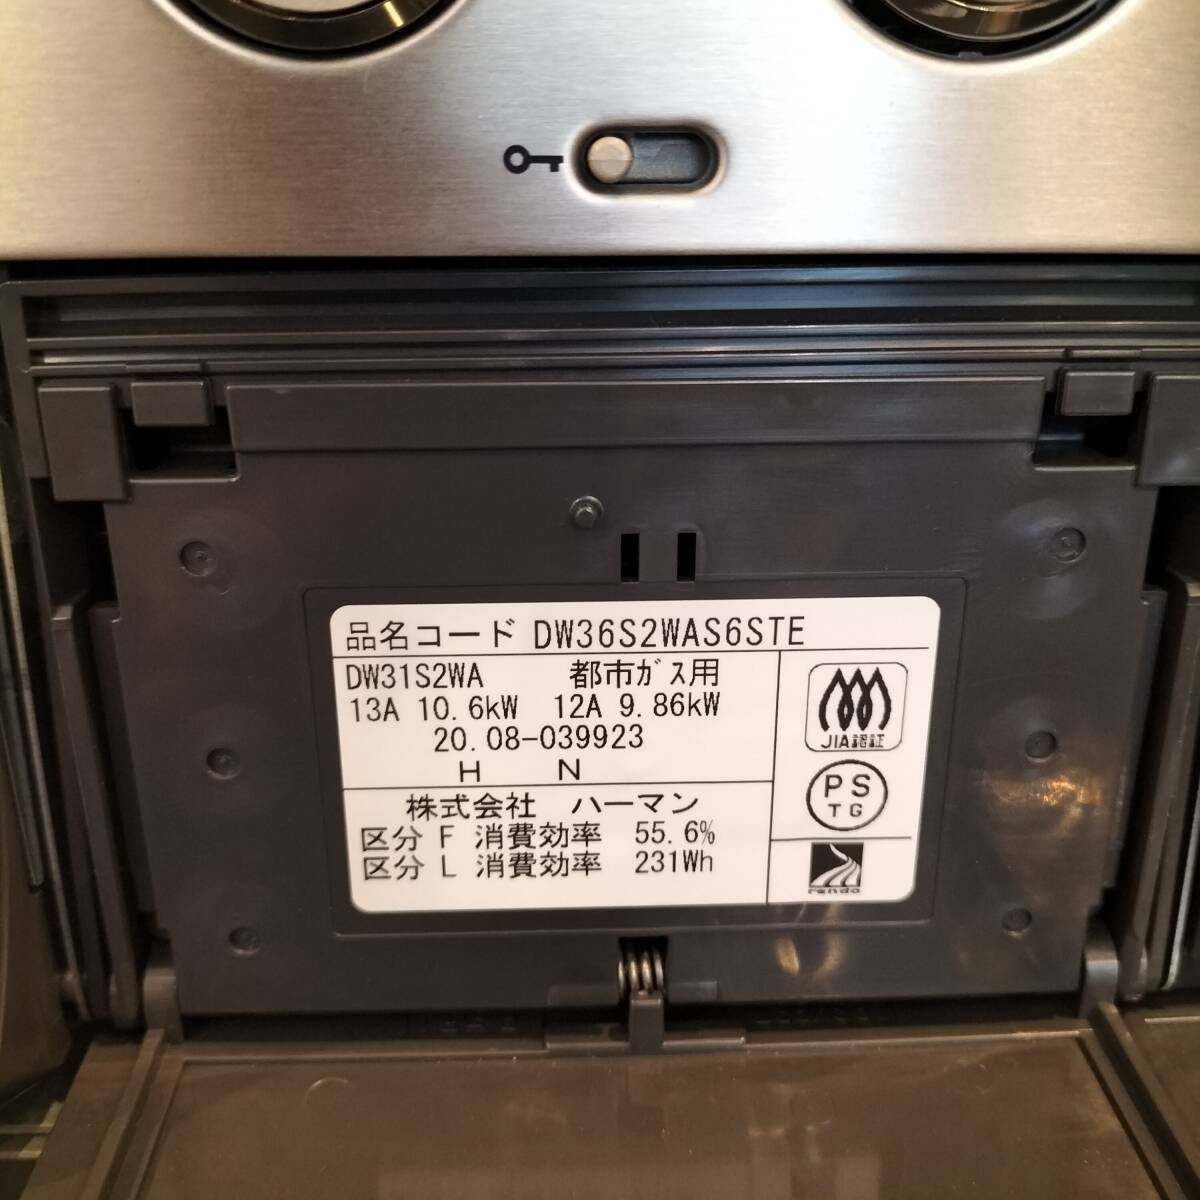 品名コード DW36S2WAS6STE
DW31S2WA 都市ガス用
13A 10.6kW 12A 9.86kW
20.08-039923
H N
株式会社 ハーマン
区分 F 消費効率 55.6%
区分 L 消費効率 231Wh
JIA認証
PS
TG
rendo